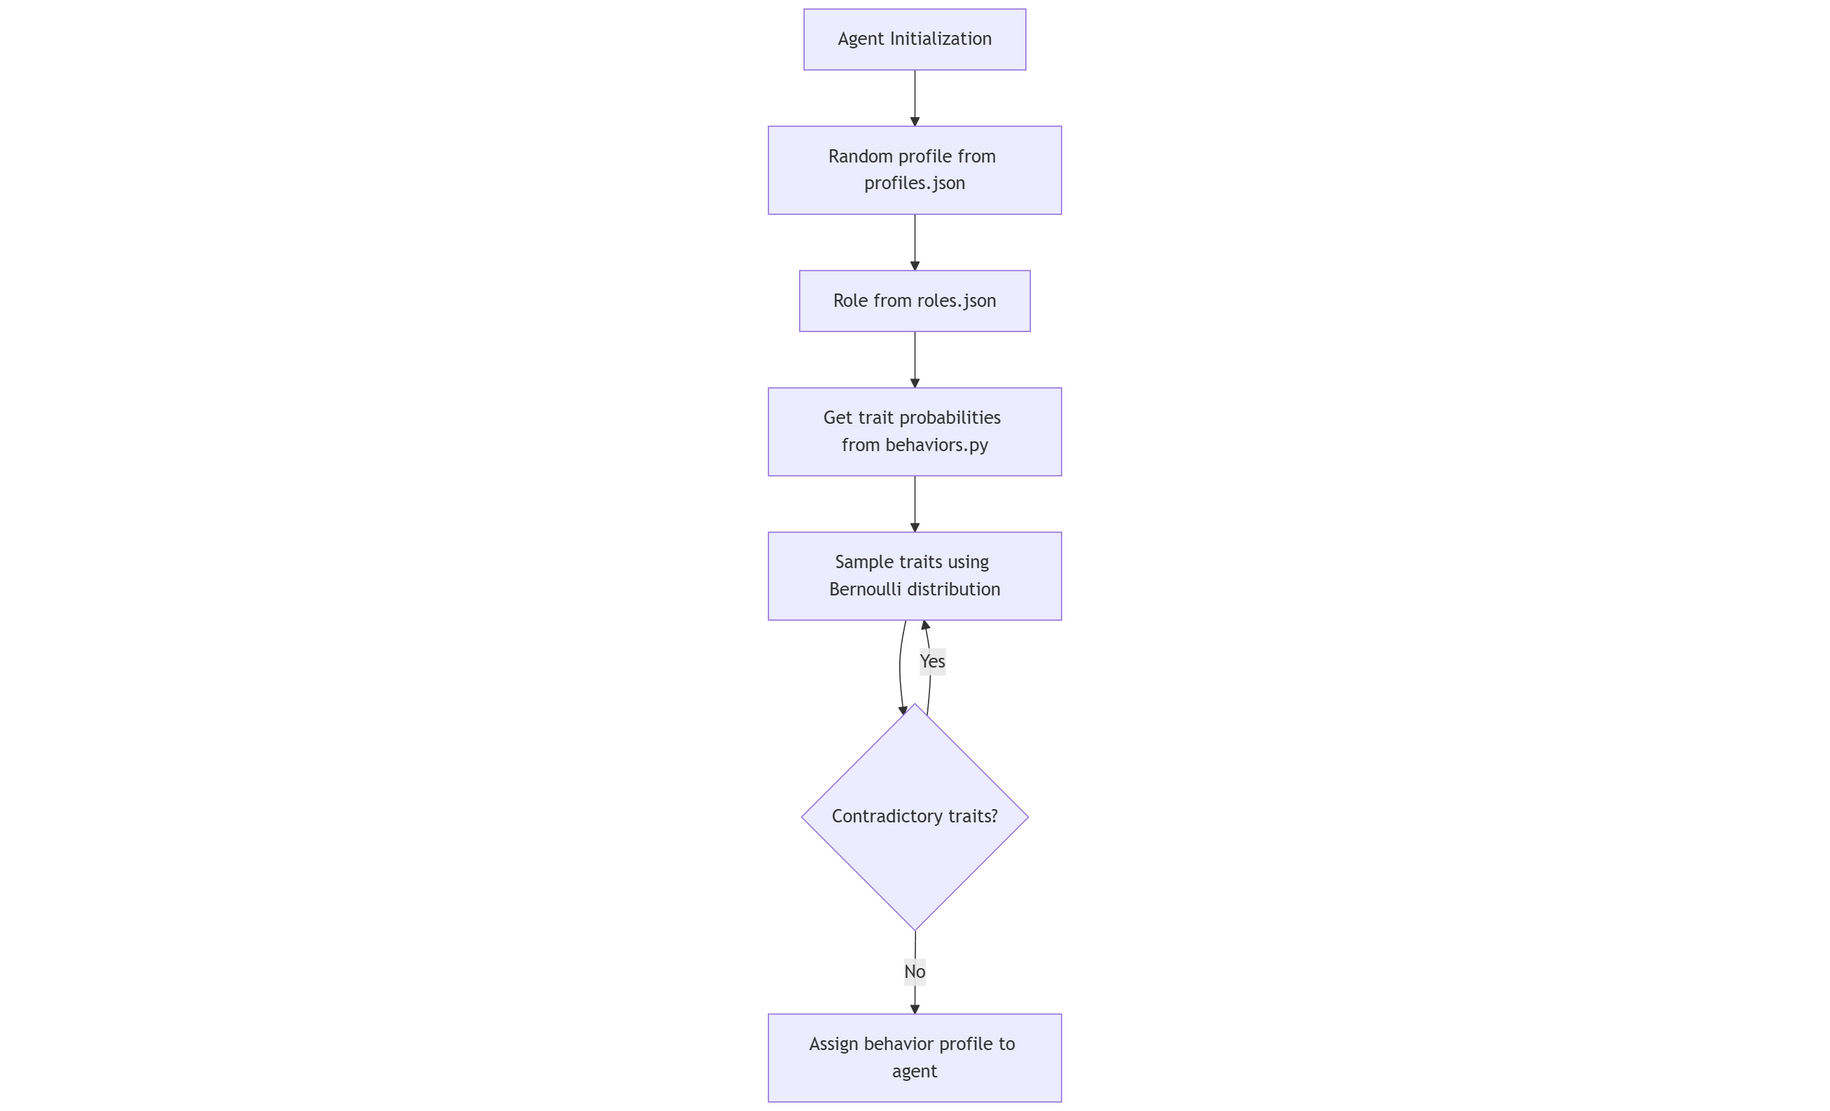 Agent Initialization
Random profile from
profiles.json
Role from roles.json
Get trait probabilities
from behaviors.py
Sample traits using
Bernoulli distribution
Yes
Contradictory traits?
No
Assign behavior profile to
agent